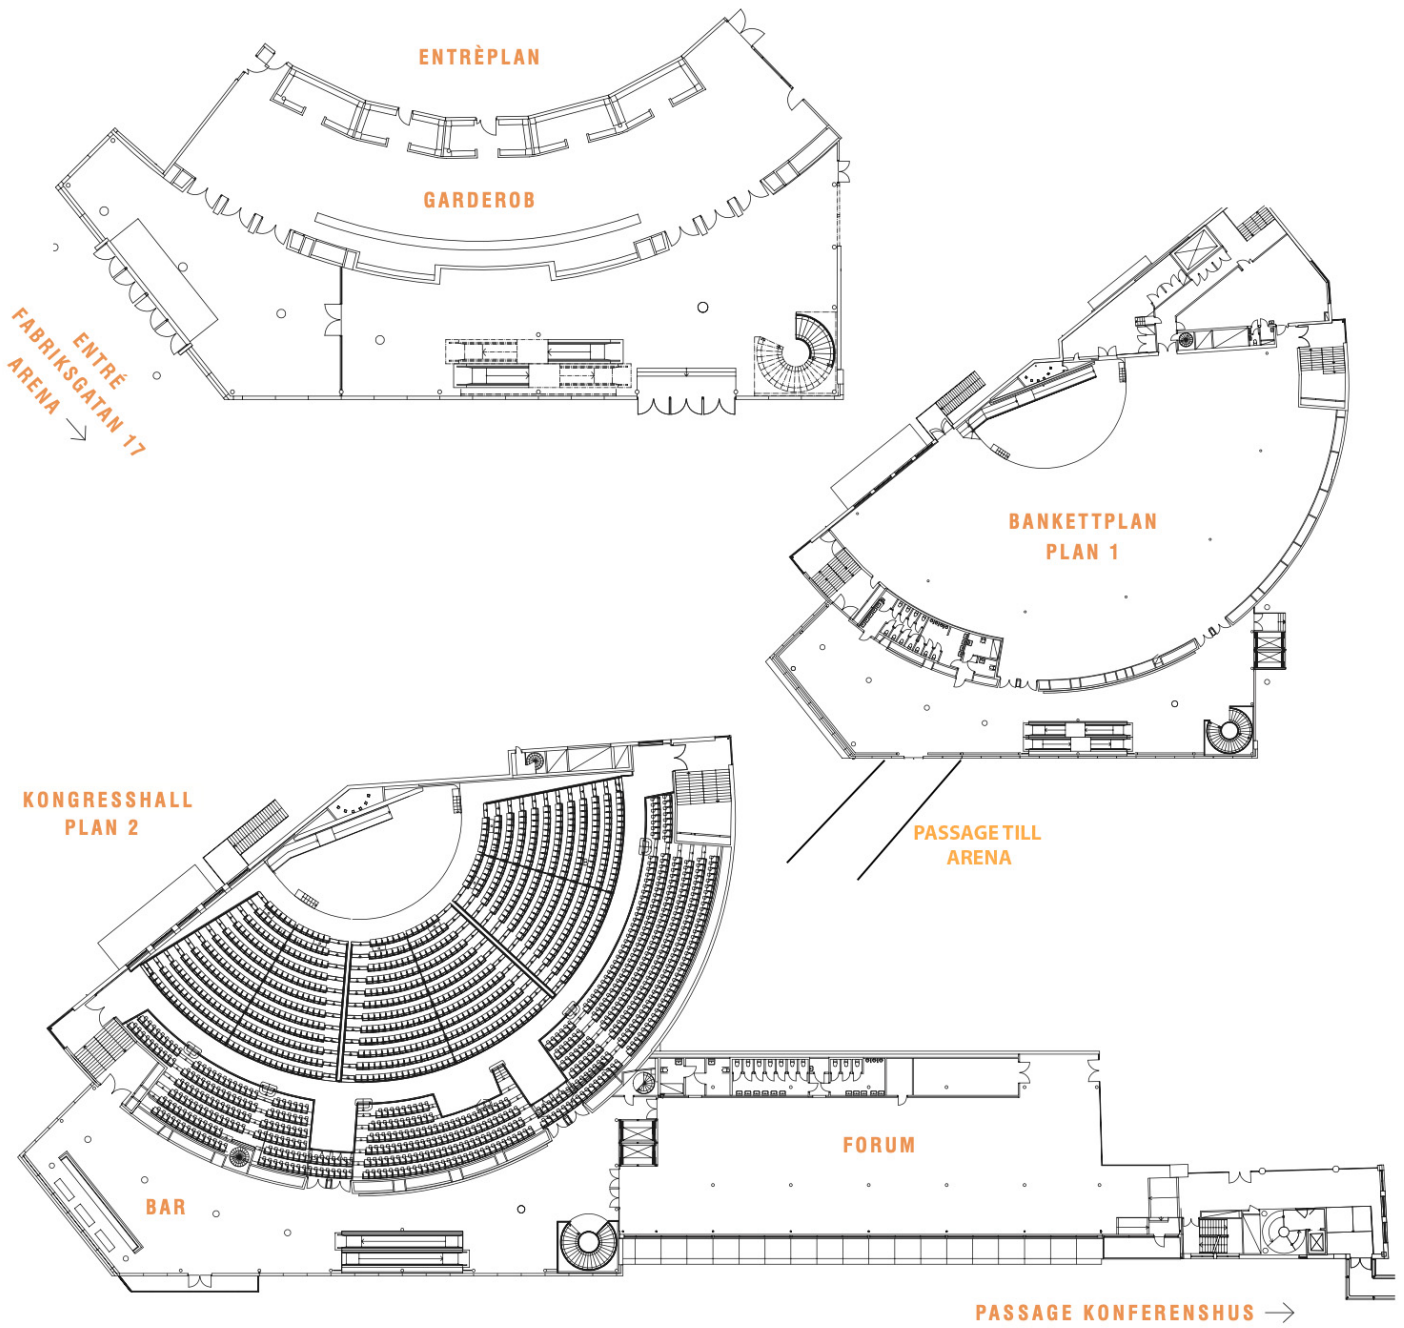 ENTRÈPLAN
GARDEROB
ENTRÉ
FABRIKSGATAN 17
ARENA
BANKETTPLAN
PLAN 1
KONGRESSHALL
PLAN 2
PASSAGE TILL
ARENA
FORUM
BAR
PASSAGE KONFERENSHUS